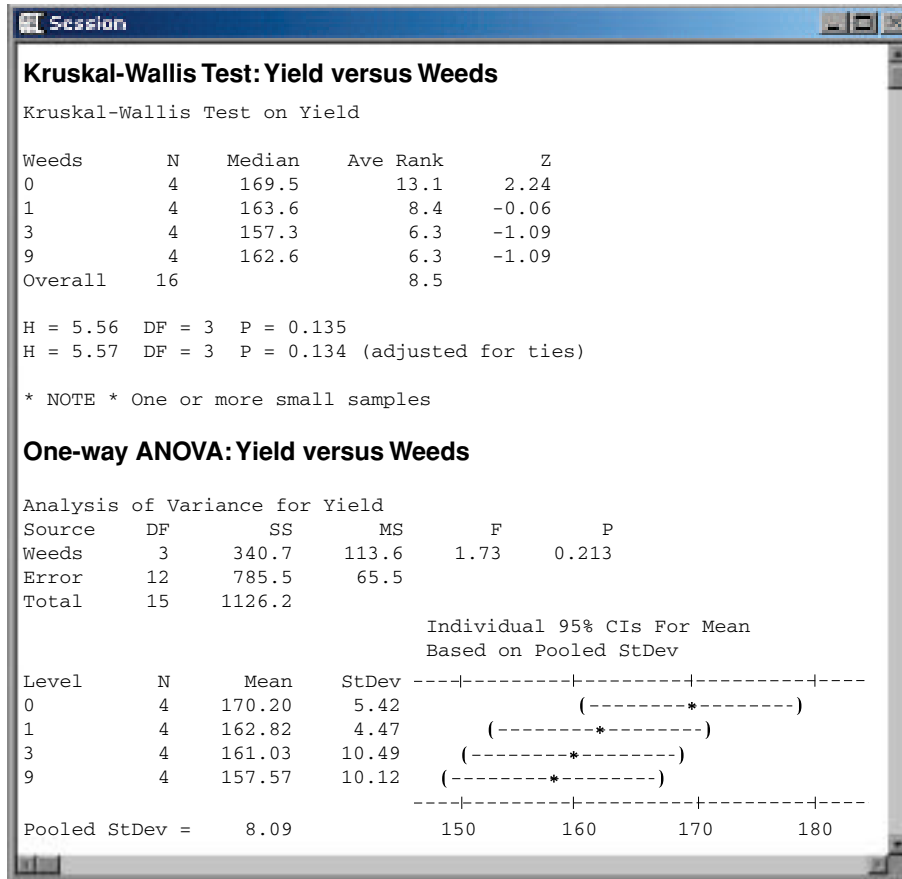 Session
Kruskal-Wallis Test: Yield versus Weeds
Kruskal-Wallis Test on Yield
Weeds N Median Ave Rank Z
0 4 169.5 13.1 2.24
1 4 163.6 8.4 -0.06
3 4 157.3 6.3 -1.09
9 4 162.6 6.3 -1.09
Overall 16 8.5
H = 5.56 DF = 3 P = 0.135
H = 5.57 DF = 3 P = 0.134 (adjusted for ties)
* NOTE * One or more small samples
One-way ANOVA: Yield versus Weeds
Analysis of Variance for Yield
Source DF SS MS F P
Weeds 3 340.7 113.6 1.73 0.213
Error 12 785.5 65.5
Total 15 1126.2
Individual 95% CIs For Mean
Based on Pooled StDev
Level N Mean StDev ----+---------+---------+---------+----
0 4 170.20 5.42 (--------*--------)
1 4 162.82 4.47 (--------*--------)
3 4 161.03 10.49 (--------*--------)
9 4 157.57 10.12 (--------*--------)
----+---------+---------+---------+----
Pooled StDev = 8.09 150 160 170 180